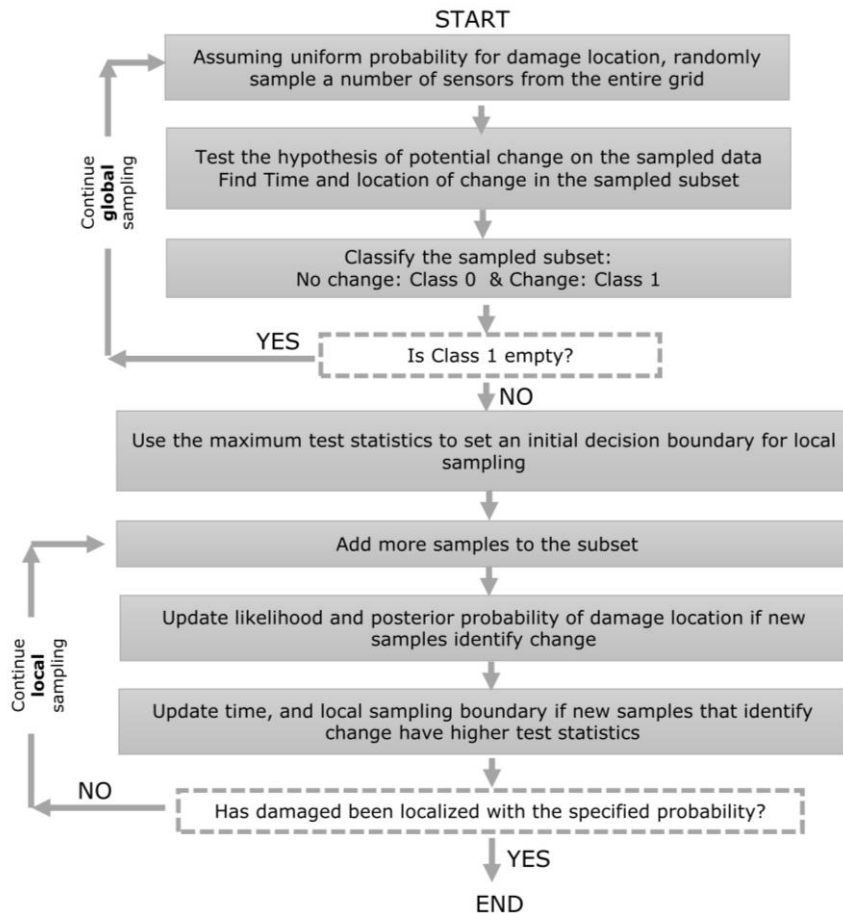 START
Assuming uniform probability for damage location, randomly
sample a number of sensors from the entire grid
Test the hypothesis of potential change on the sampled data
Find Time and location of change in the sampled subset
Continue
global
sampling
Classify the sampled subset:
No change: Class 0 & Change: Class 1
YES
Is Class 1 empty?
NO
Use the maximum test statistics to set an initial decision boundary for local
sampling
Add more samples to the subset
Update likelihood and posterior probability of damage location if new
samples identify change
Continue
local
sampling
Update time, and local sampling boundary if new samples that identify
change have higher test statistics
NO
Has damaged been localized with the specified probability?
YES
END